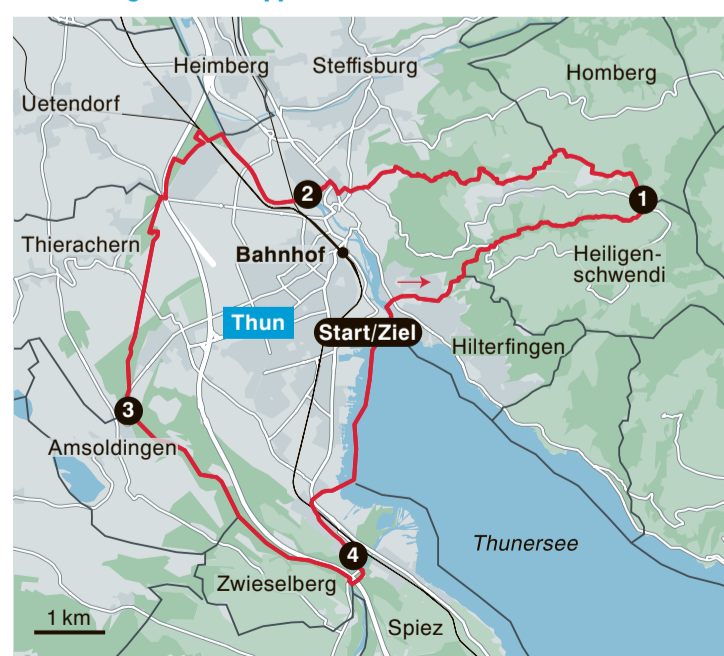 Heimberg
Steffisburg
Homberg
Uetendorf
2
1
Thierachern
Bahnhof
Heiligen-
schwendi
Thun
Start/Ziel
Hilterfingen
3
Amsoldingen
Thunersee
4
Zwieselberg
1 km
Spiez